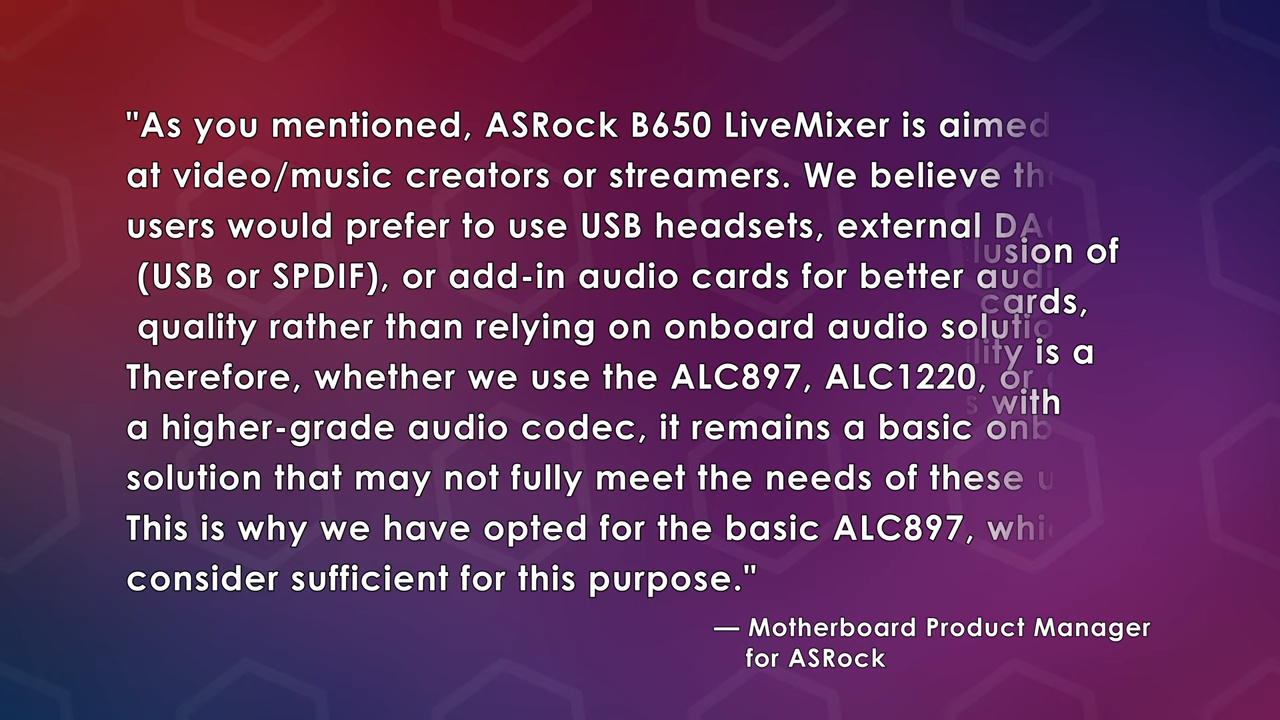 "As you mentioned, ASRock B650 LiveMixer is aimed
at video/music creators or streamers. We believe
users would prefer to use USB headsets, external
lusion of
(USB or SPDIF), or add-in audio cards for better
cards,
quality rather than relying on onboard audio
is a
Therefore, whether we use the ALC897, ALC1220, or
with
a higher-grade audio codec, it remains a basic
solution that may not fully meet the needs of these
This is why we have opted for the basic ALC897,
consider sufficient for this purpose."
— Motherboard Product Manager
for ASRock